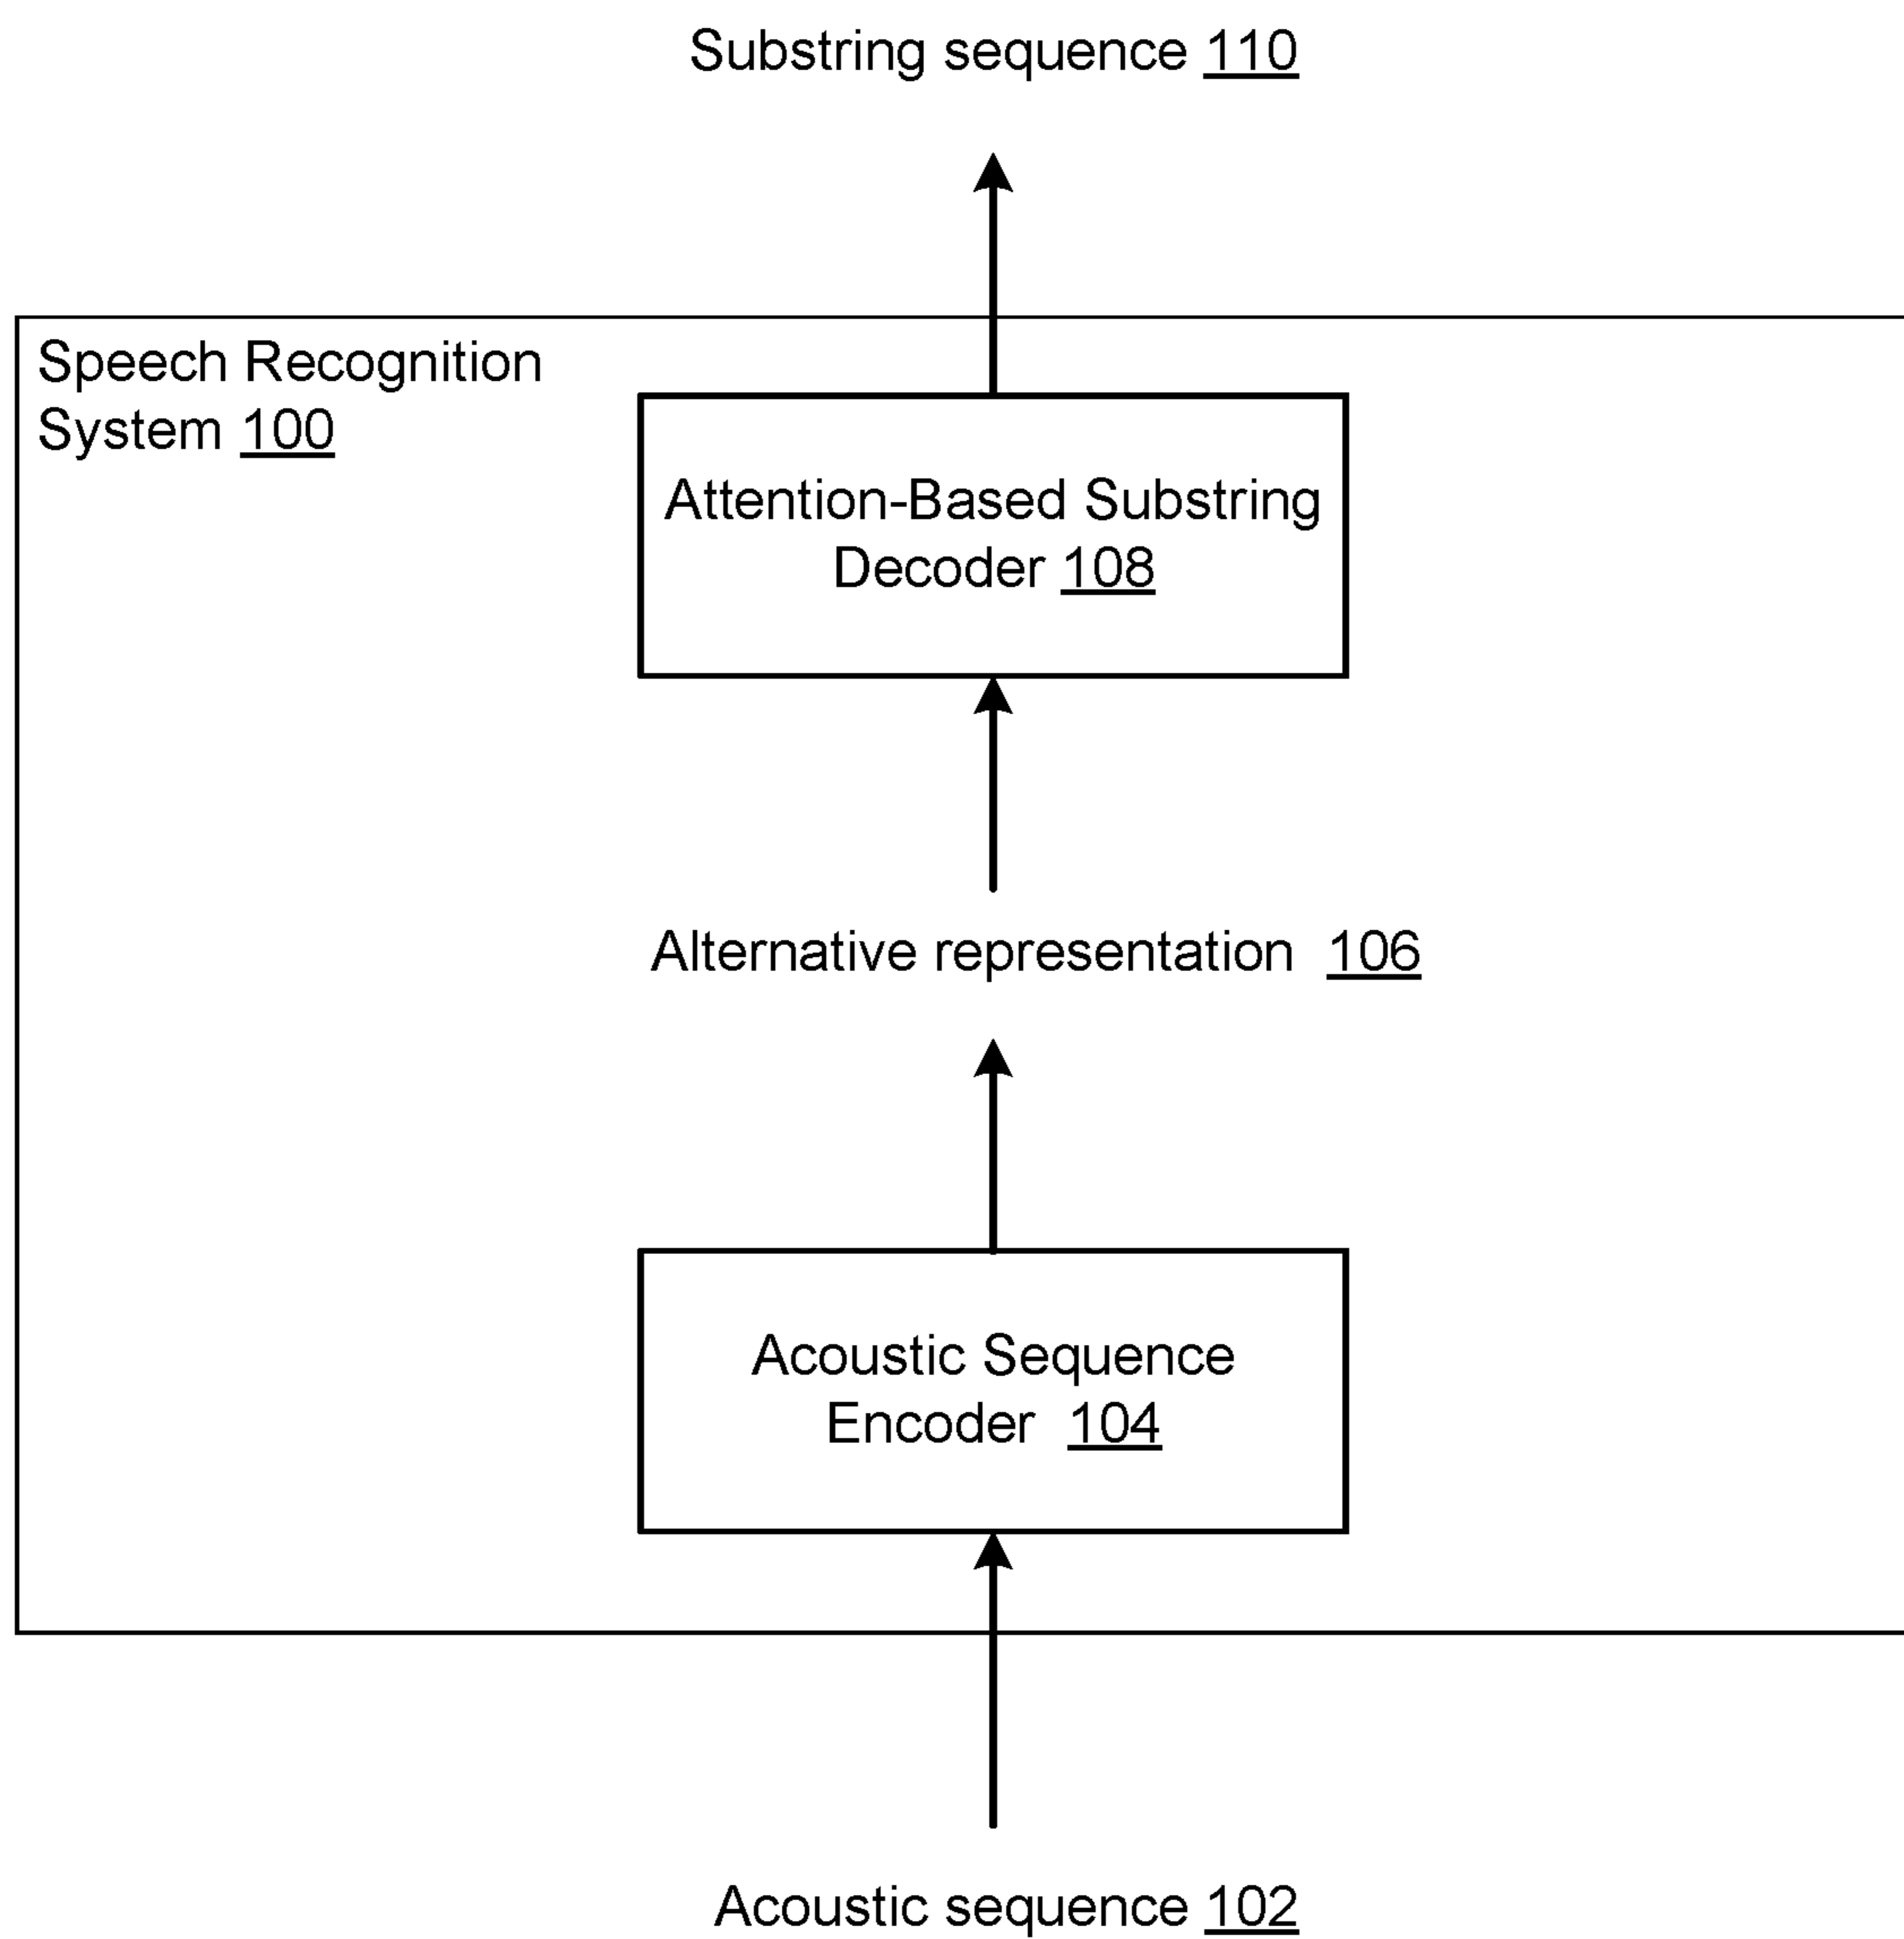 Substring sequence 110
Speech Recognition
System 100
Attention-Based Substring
Decoder 108
Alternative representation 106
Acoustic Sequence
Encoder 104
Acoustic sequence 102